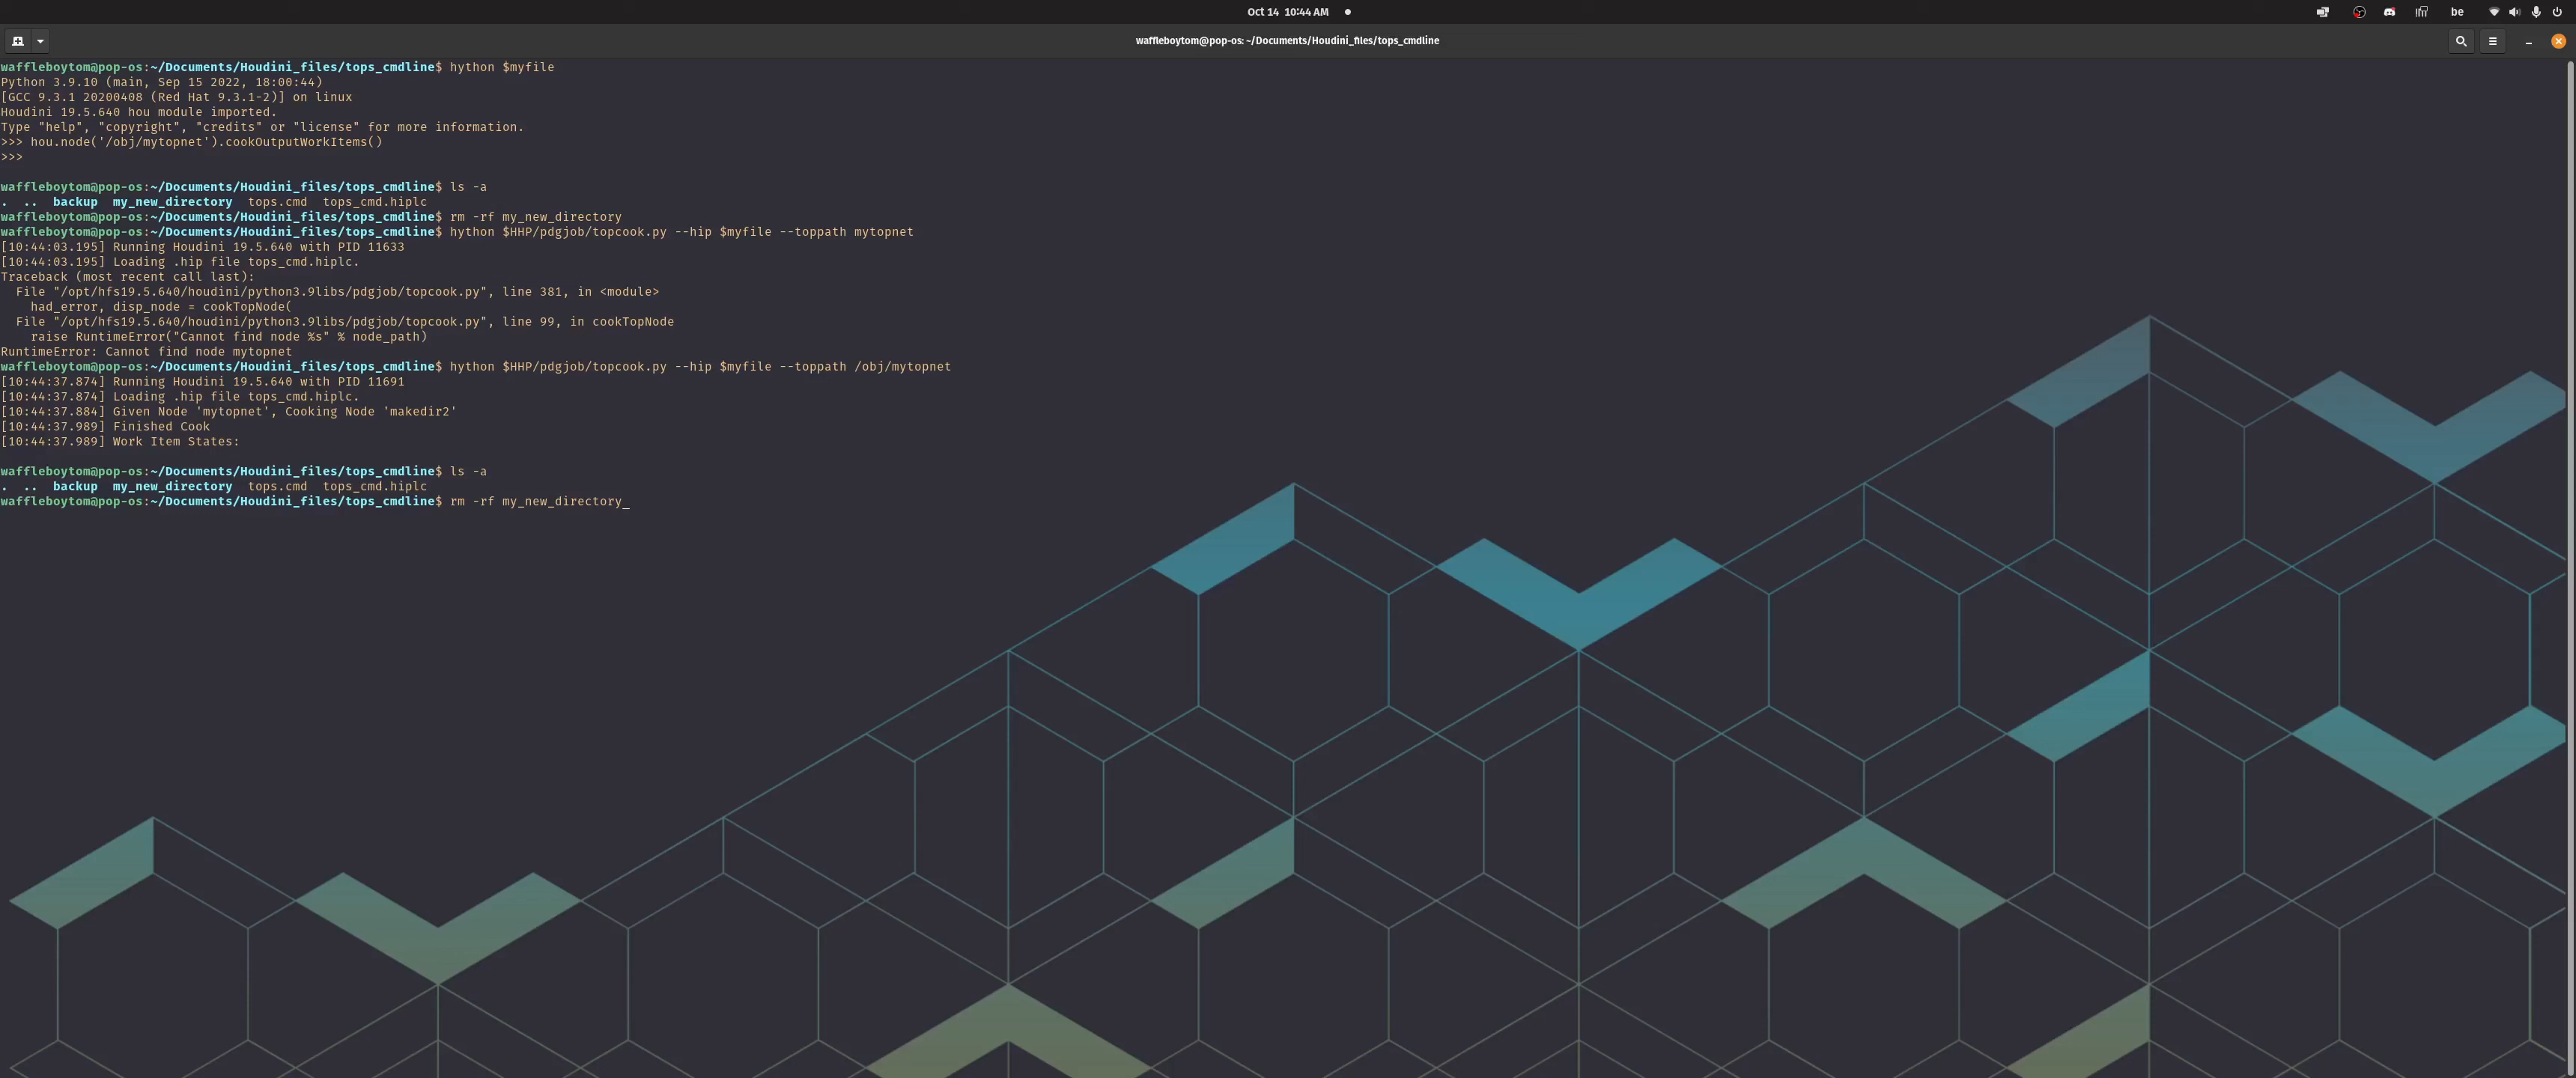 Oct 14 10:44 AM
be
waffleboytom@pop-os: ~/Documents/Houdini_files/tops_cmdline
waffleboytom@pop-os:~/Documents/Houdini_files/tops_cmdline$ hython $myfile
Python 3.9.10 (main, Sep 15 2022, 18:00:44)
[GCC 9.3.1 20200408 (Red Hat 9.3.1-2)] on linux
Houdini 19.5.640 hou module imported.
Type "help", "copyright", "credits" or "license" for more information.
>>> hou.node('/obj/mytopnet').cookOutputWorkItems()
>>>
waffleboytom@pop-os:~/Documents/Houdini_files/tops_cmdline$ ls -a
.  ..  backup  my_new_directory  tops.cmd  tops_cmd.hiplc
waffleboytom@pop-os:~/Documents/Houdini_files/tops_cmdline$ rm -rf my_new_directory
waffleboytom@pop-os:~/Documents/Houdini_files/tops_cmdline$ hython $HHP/pdgjob/topcook.py --hip $myfile --toppath mytopnet
[10:44:03.195] Running Houdini 19.5.640 with PID 11633
[10:44:03.195] Loading .hip file tops_cmd.hiplc.
Traceback (most recent call last):
  File "/opt/hfs19.5.640/houdini/python3.9libs/pdgjob/topcook.py", line 381, in <module>
    had_error, disp_node = cookTopNode(
  File "/opt/hfs19.5.640/houdini/python3.9libs/pdgjob/topcook.py", line 99, in cookTopNode
    raise RuntimeError("Cannot find node %s" % node_path)
RuntimeError: Cannot find node mytopnet
waffleboytom@pop-os:~/Documents/Houdini_files/tops_cmdline$ hython $HHP/pdgjob/topcook.py --hip $myfile --toppath /obj/mytopnet
[10:44:37.874] Running Houdini 19.5.640 with PID 11691
[10:44:37.874] Loading .hip file tops_cmd.hiplc.
[10:44:37.884] Given Node 'mytopnet', Cooking Node 'makedir2'
[10:44:37.989] Finished Cook
[10:44:37.989] Work Item States:
waffleboytom@pop-os:~/Documents/Houdini_files/tops_cmdline$ ls -a
.  ..  backup  my_new_directory  tops.cmd  tops_cmd.hiplc
waffleboytom@pop-os:~/Documents/Houdini_files/tops_cmdline$ rm -rf my_new_directory